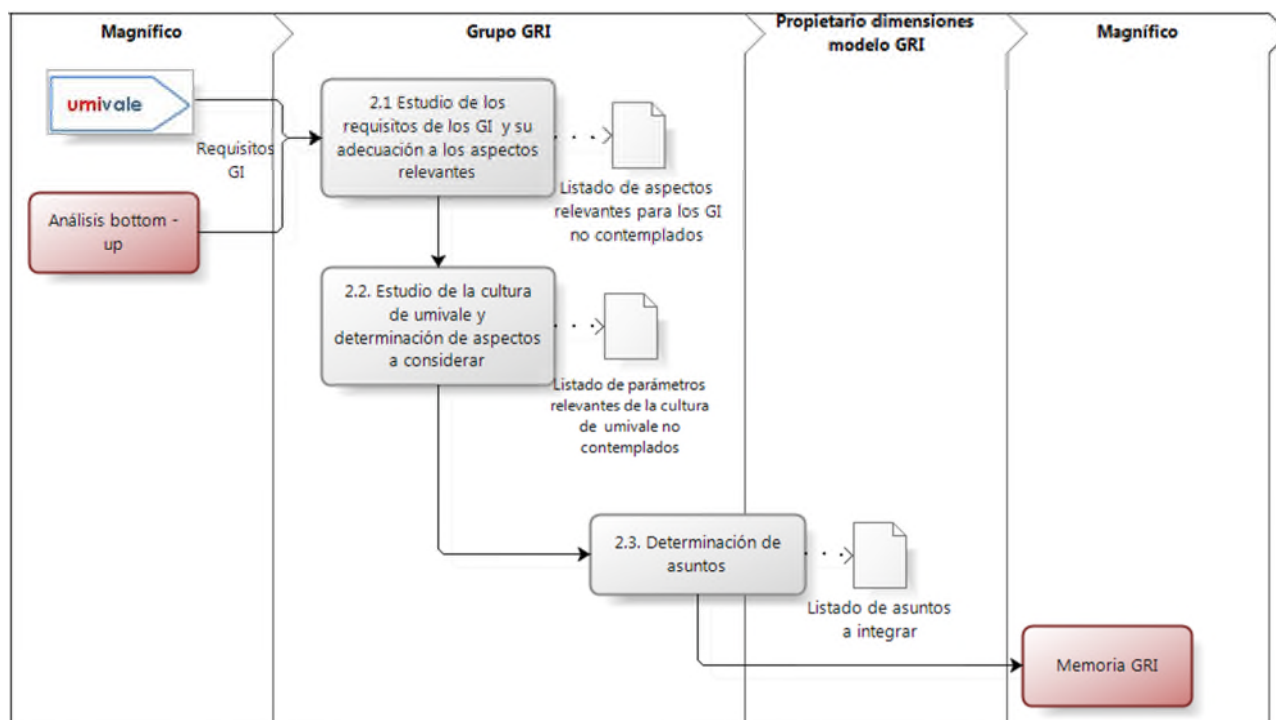 Magnífico
Grupo GRI
Propietario dimensiones
modelo GRI
Magnífico
umivale
Requisitos
GI
Análisis bottom -
up
2.1 Estudio de los
requisitos de los GI y su
adecuación a los aspectos
relevantes
Listado de aspectos
relevantes para los GI
no contemplados
2.2. Estudio de la cultura
de umivale y
determinación de aspectos
a considerar
Listado de parámetros
relevantes de la cultura
de umivale no
contemplados
2.3. Determinación de
asuntos
Listado de asuntos
a integrar
Memoria GRI